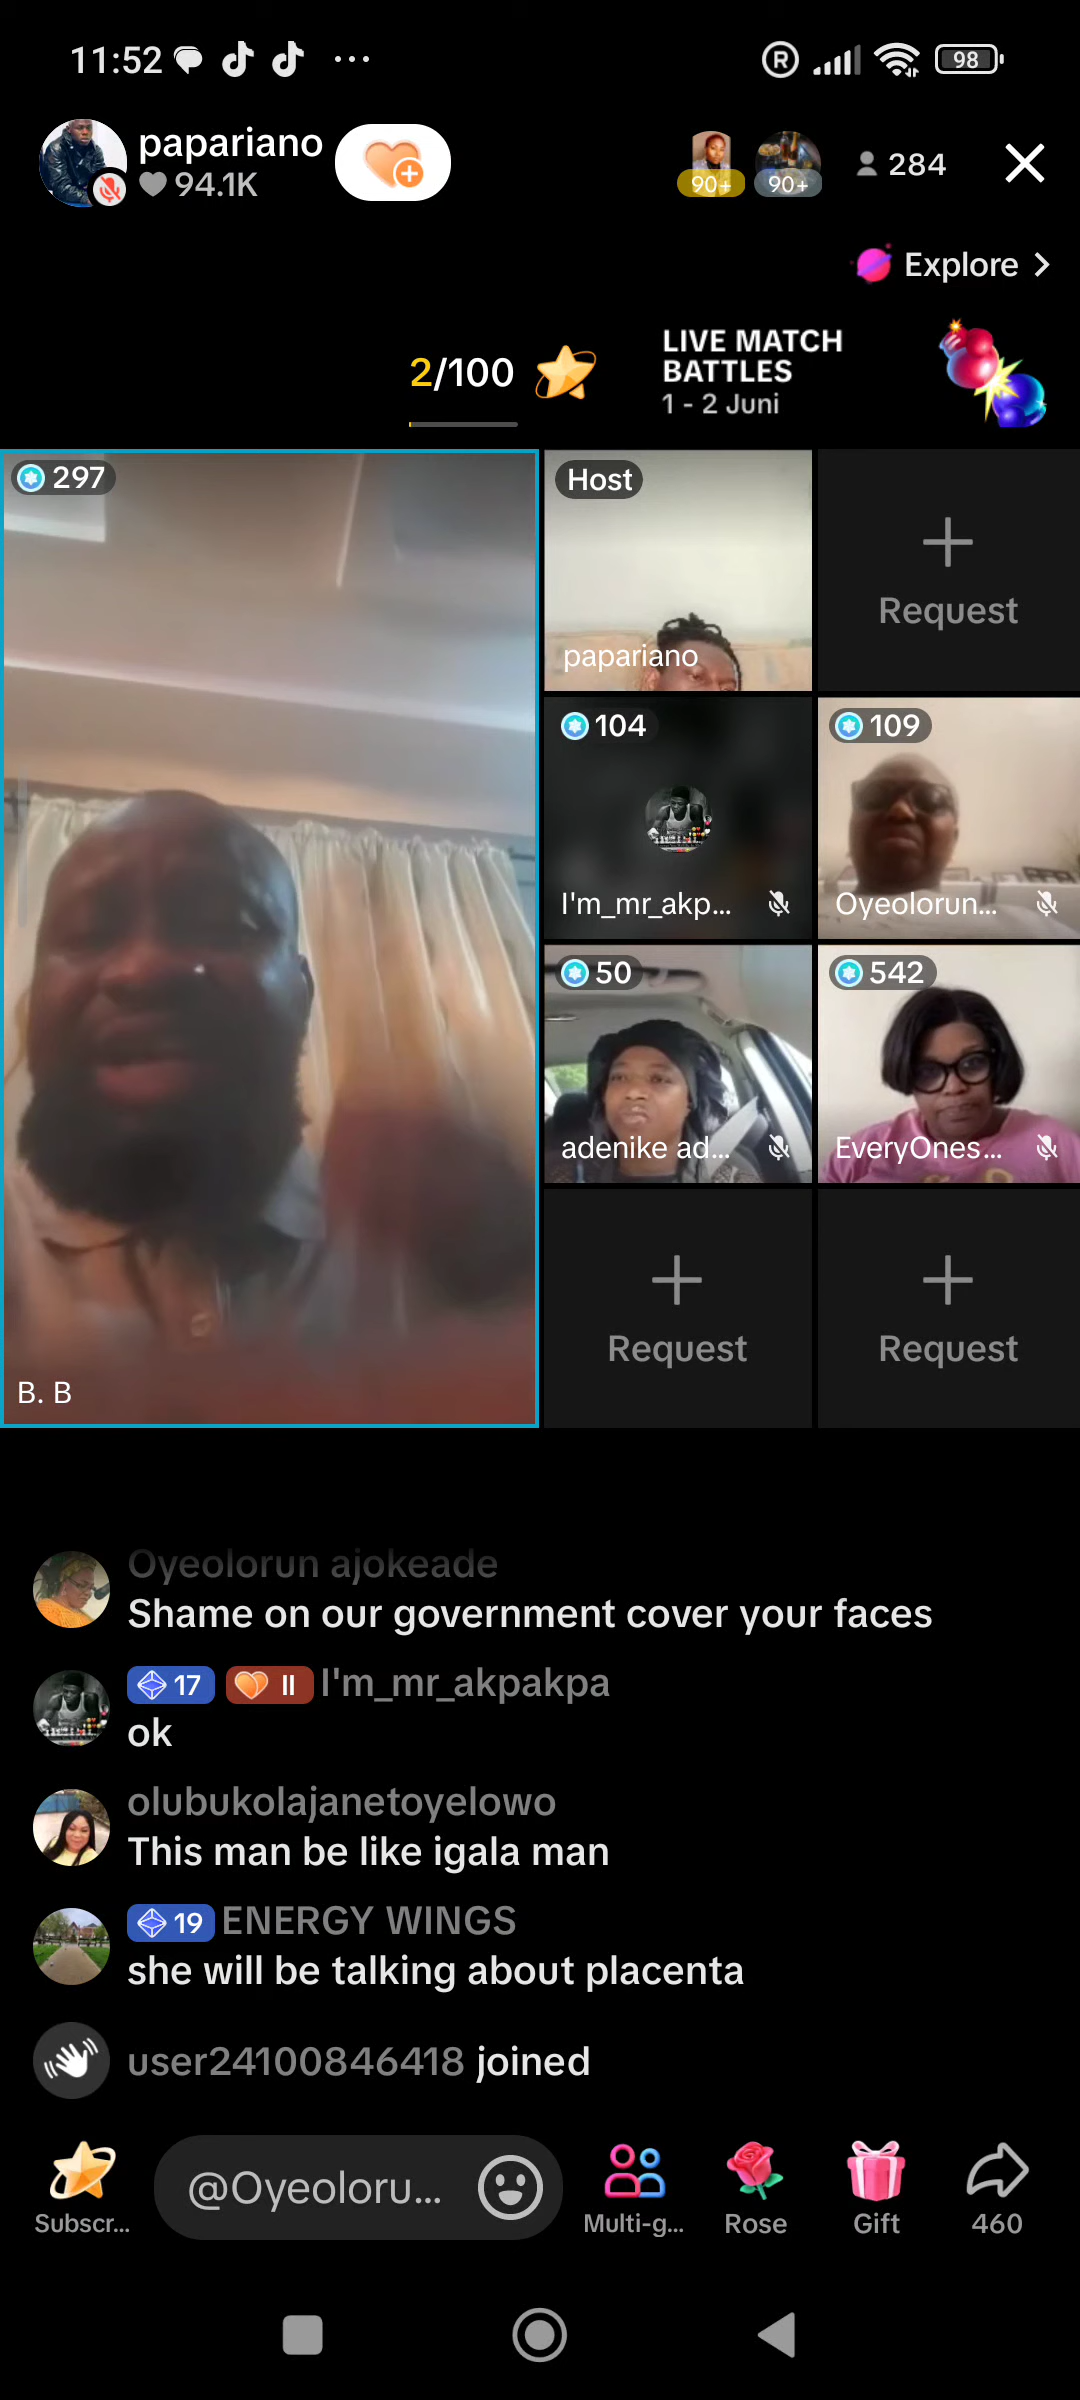 11:52
R
98
papariano
94.1K
90+
90+
284
Explore
2/100
LIVE MATCH
BATTLES
1 - 2 Juni
297
Host
papariano
Request
104
I'm_mr_akp...
109
Oyeolorun...
50
adenike ad...
542
EveryOnes...
Request
Request
B. B
Oyeolorun ajokeade
Shame on our government cover your faces
17 II I'm_mr_akpakpa
ok
olubukolajanetoyelowo
This man be like igala man
19 ENERGY WINGS
she will be talking about placenta
user24100846418 joined
@Oyeoloru...
Subscr...
Multi-g...
Rose
Gift
460